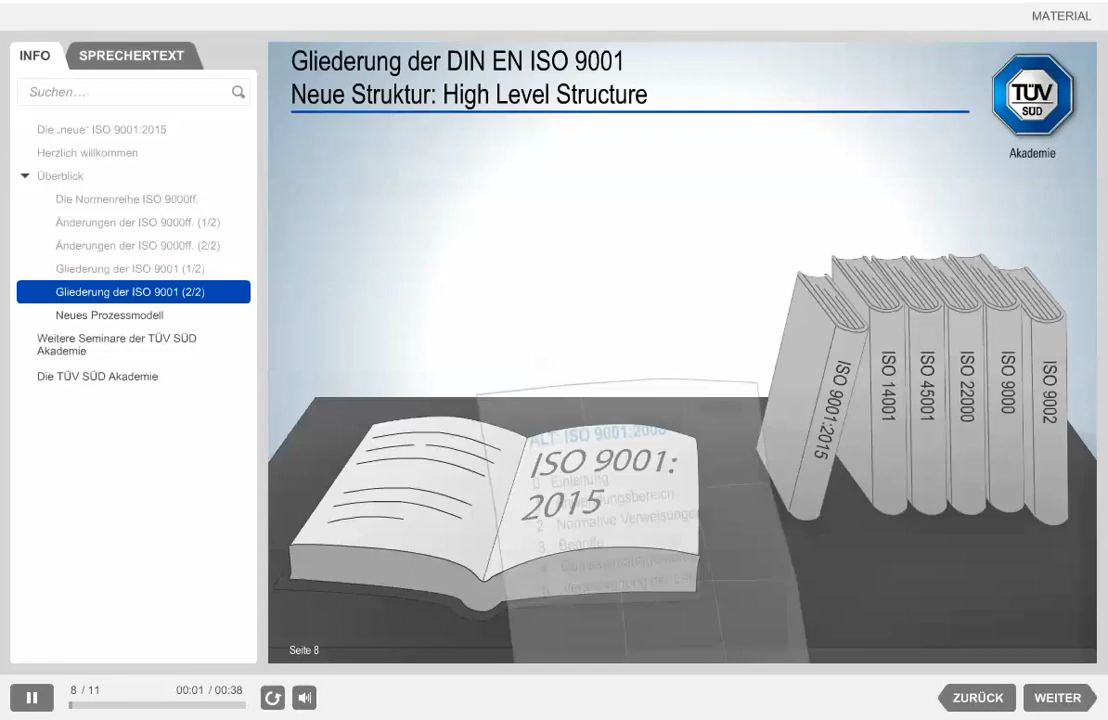 MATERIAL
INFO
SPRECHERTEXT
Suchen...
Die „neue" ISO 9001:2015
Herzlich willkommen
Überblick
Die Normenreihe ISO 9000ff.
Änderungen der ISO 9000ff. (1/2)
Änderungen der ISO 9000ff. (2/2)
Gliederung der ISO 9001 (1/2)
Gliederung der ISO 9001 (2/2)
Neues Prozessmodell
Weitere Seminare der TÜV SÜD
Akademie
Die TÜV SÜD Akademie
Gliederung der DIN EN ISO 9001
Neue Struktur: High Level Structure
TÜV
SÜD
Akademie
ISO 9001:2015
ISO 14001
ISO 45001
ISO 22000
ISO 9000
ISO 9002
ALT: ISO 9001:2008
ISO 9001:
2015
0 Einleitung
2 Normative Verweisungen
3 Begriffe
Seite 8
8 / 11
00:01 / 00:38
ZURÜCK
WEITER